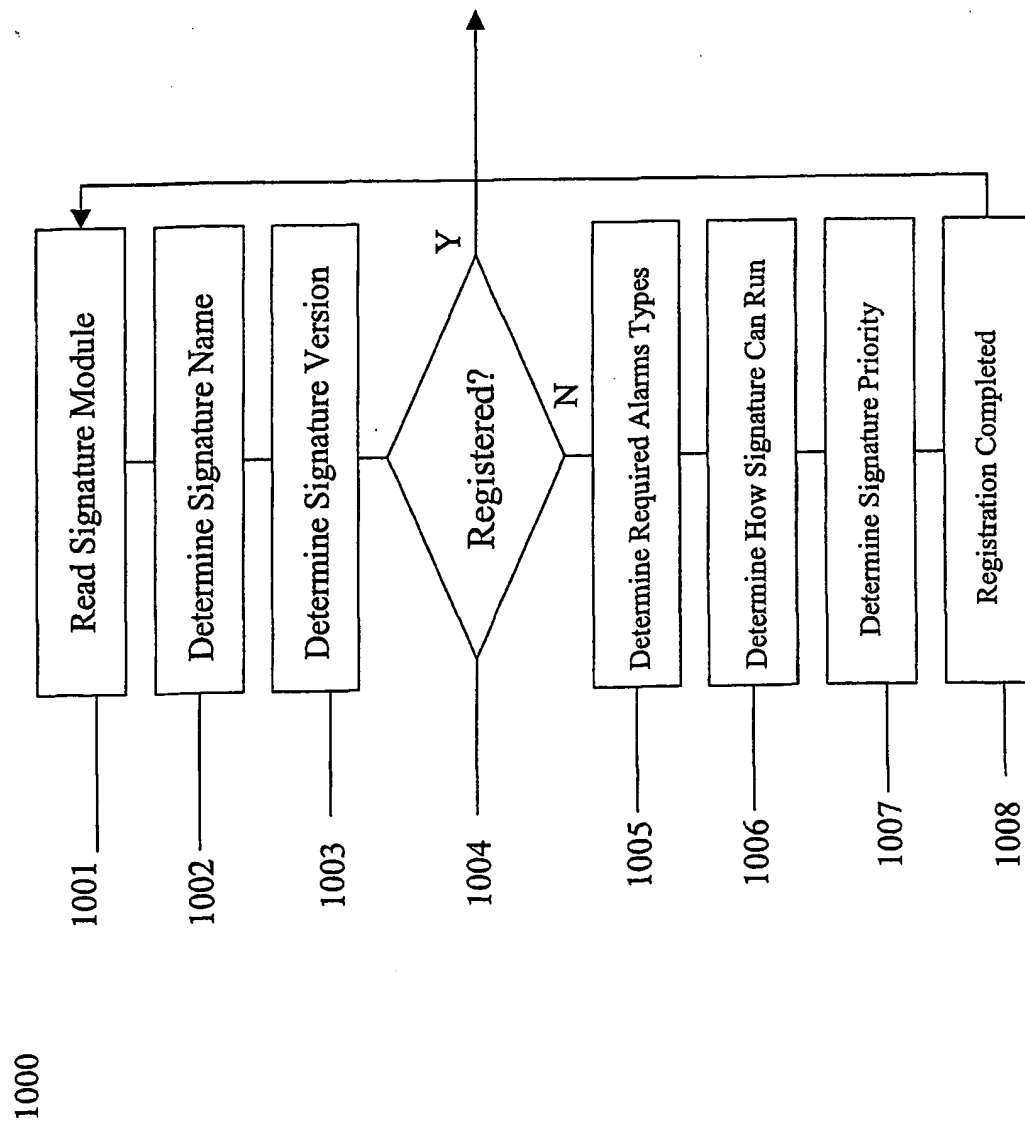 1000
1001
Read Signature Module
1002
Determine Signature Name
1003
Determine Signature Version
1004
Registered?
Y
N
1005
Determine Required Alarms Types
1006
Determine How Signature Can Run
1007
Determine Signature Priority
1008
Registration Completed